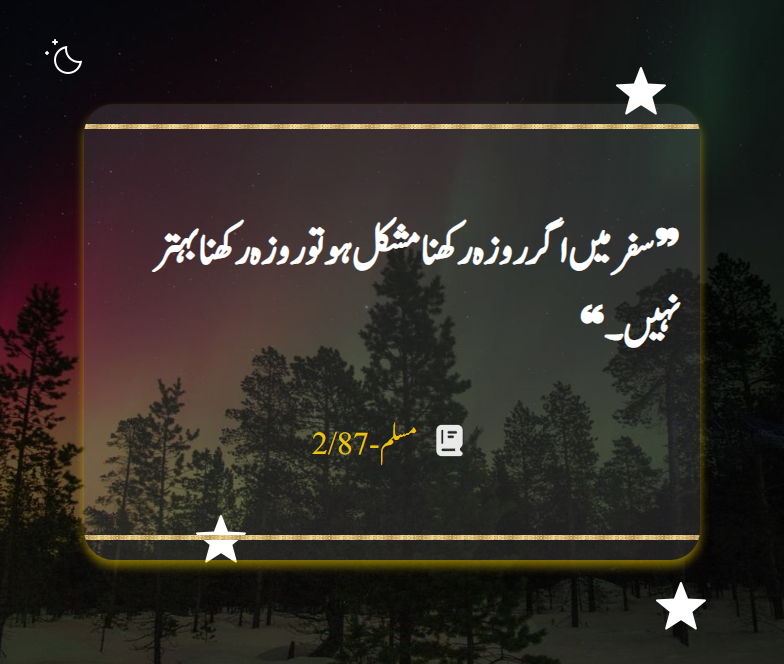 ”سفر میں اگر روزہ رکھنا مشکل ہو تو روزہ رکھنا بہتر
نہیں۔“
مسلم-2/87